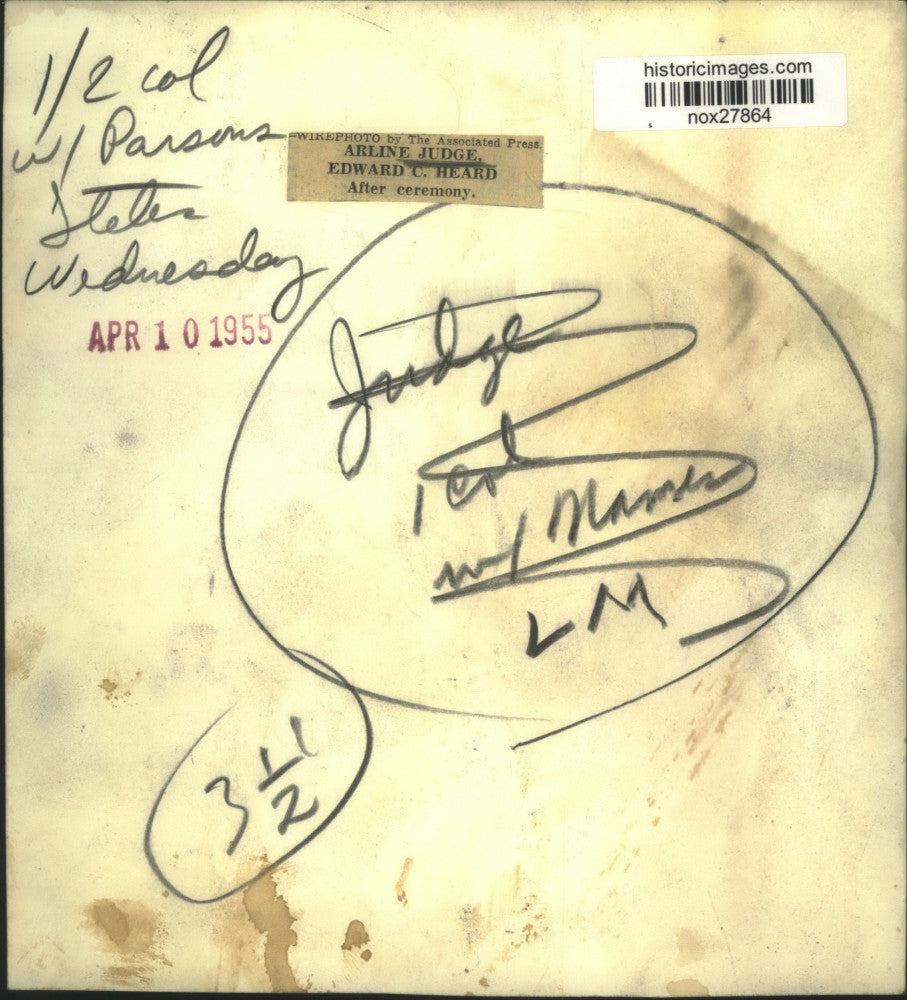 1/2 col
w/ Parsons
States
Wednesday
APR 10 1955
historicimages.com
nox27864
WIREPHOTO by The Associated Press.
ARLINE JUDGE,
EDWARD C. HEARD
After ceremony.
Judge
1 col
w/ Names
LM
3 1/2